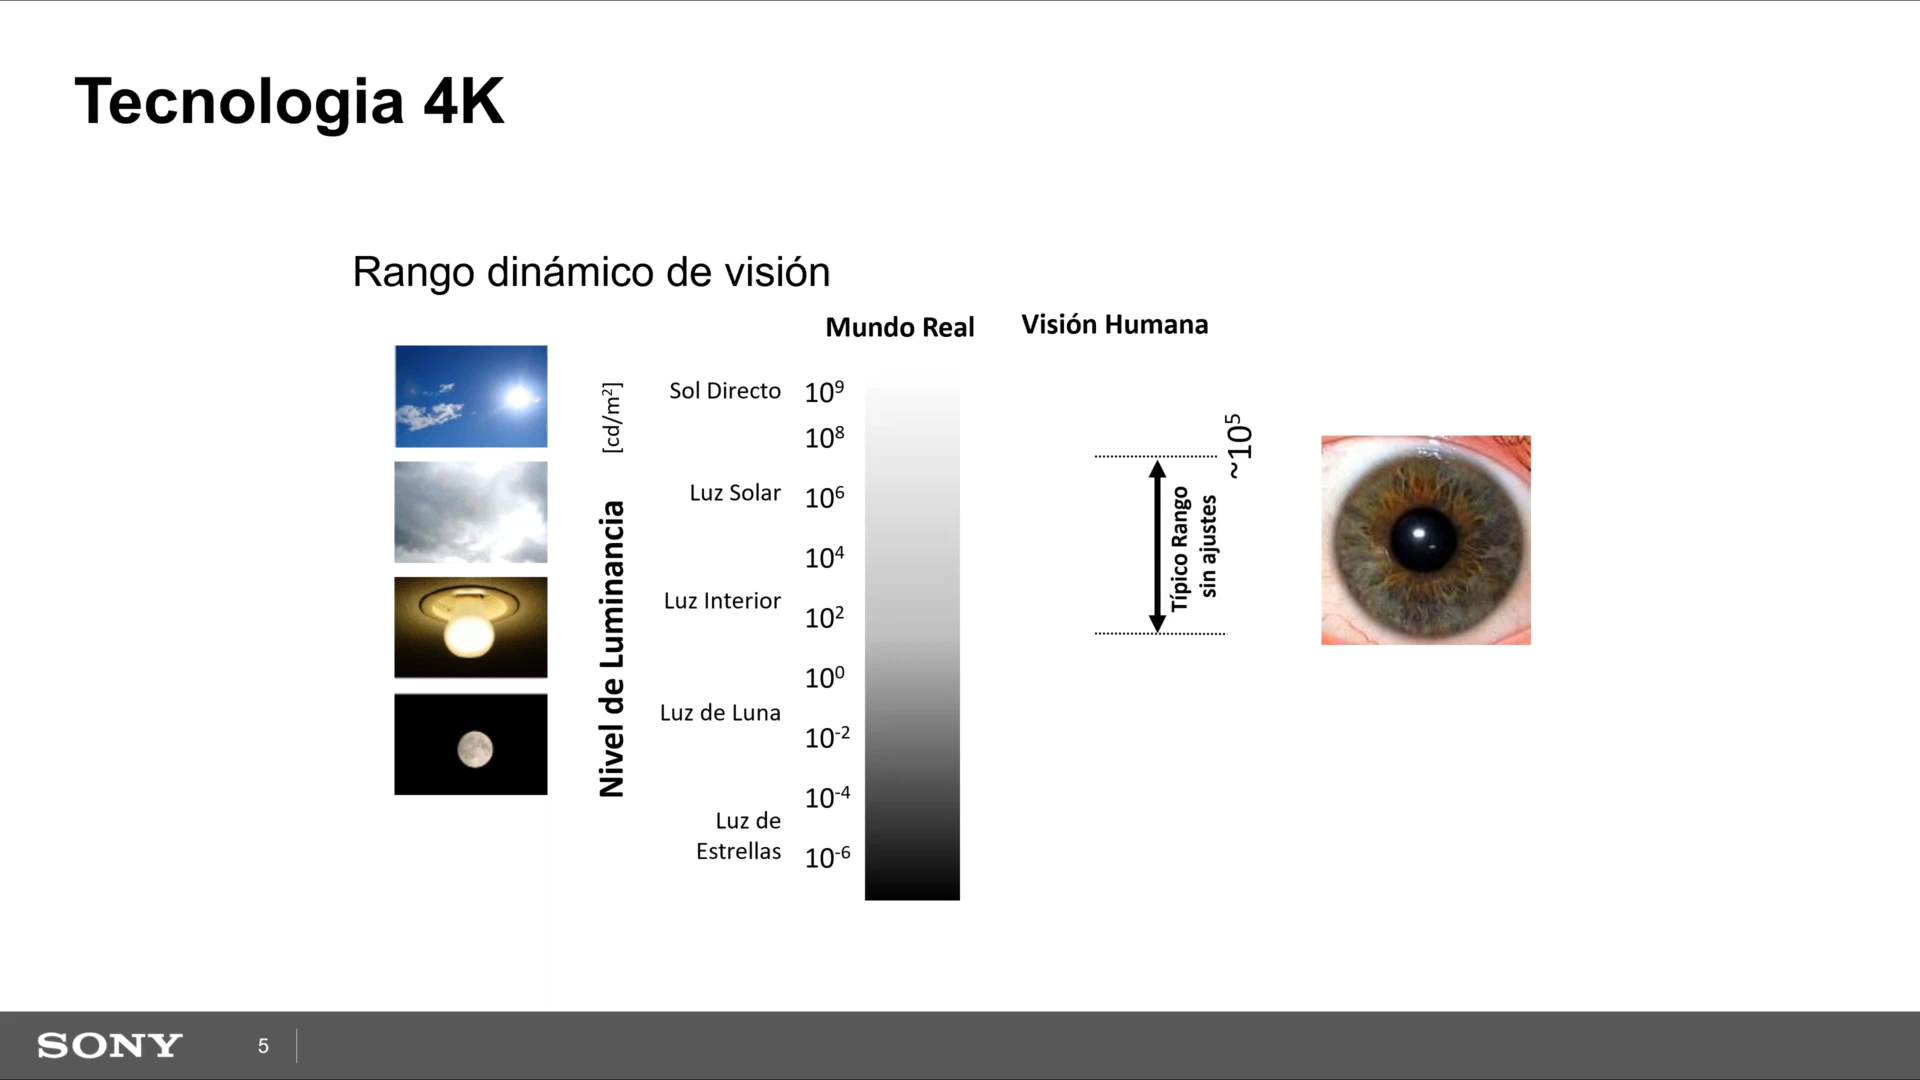 Tecnologia 4K
Rango dinámico de visión
Mundo Real
Visión Humana
Nivel de Luminancia [cd/m²]
Sol Directo 10⁹
10⁸
Luz Solar 10⁶
10⁴
Luz Interior 10²
10⁰
Luz de Luna 10⁻²
10⁻⁴
Luz de
Estrellas 10⁻⁶
Típico Rango
sin ajustes
~10⁵
SONY 5